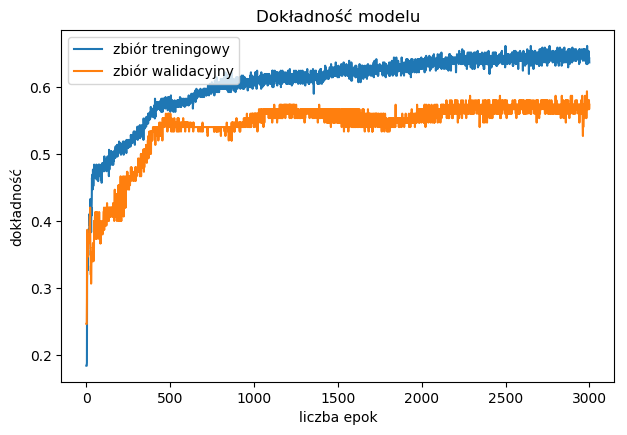 Dokładność modelu
zbiór treningowy
zbiór walidacyjny
dokładność
0.6
0.5
0.4
0.3
0.2
0
500
1000
1500
2000
2500
3000
liczba epok